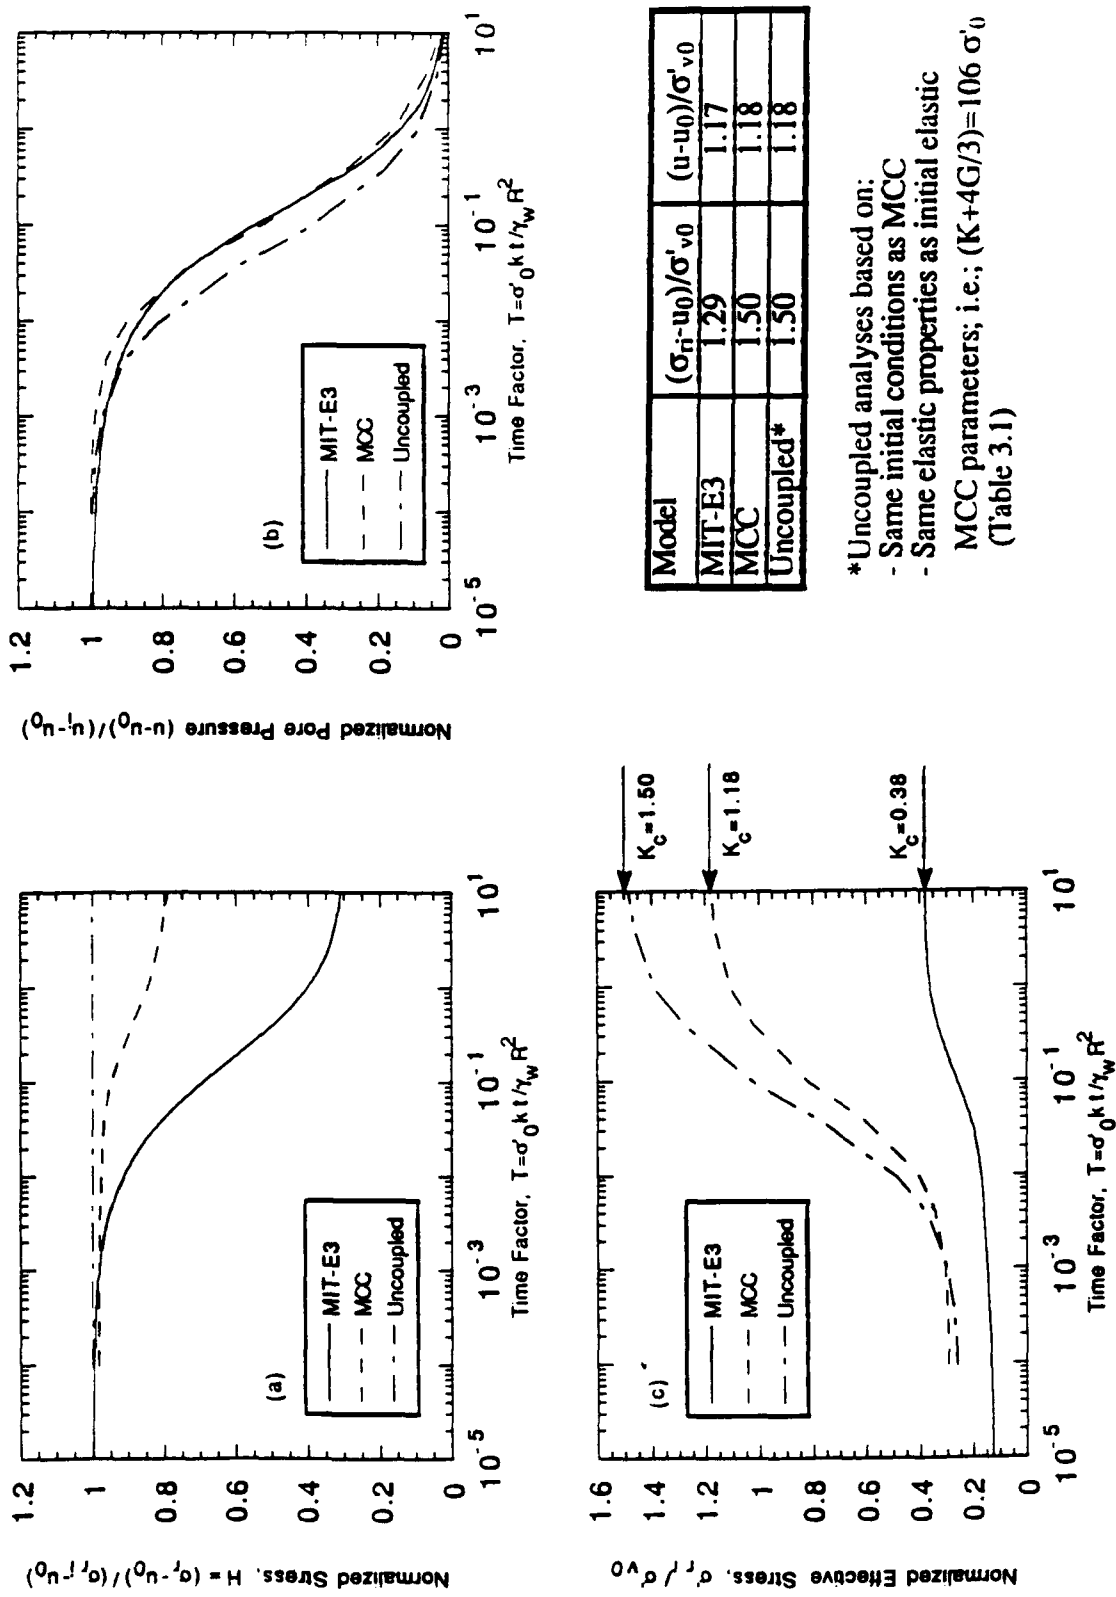 Normalized Stress, H = (σr-u0)/(σri-u0)
1.2
1
0.8
0.6
0.4
0.2
0
(a)
MIT-E3
MCC
Uncoupled
10-5
10-3
10-1
101
Time Factor, T=σ'0kt/γwR2
Normalized Pore Pressure (u-u0)/(ui-u0)
1.2
1
0.8
0.6
0.4
0.2
0
(b)
MIT-E3
MCC
Uncoupled
10-5
10-3
10-1
101
Time Factor, T=σ'0kt/γwR2
Normalized Effective Stress, σ'r/σ'v0
1.6
1.4
1.2
1
0.8
0.6
0.4
0.2
0
(c)
MIT-E3
MCC
Uncoupled
Kc=1.50
Kc=1.18
Kc=0.38
10-5
10-3
10-1
101
Time Factor, T=σ'0kt/γwR2
Model (σri-u0)/σ'v0 (u-u0)/σ'v0
MIT-E3 1.29 1.17
MCC 1.50 1.18
Uncoupled* 1.50 1.18
*Uncoupled analyses based on:
- Same initial conditions as MCC
- Same elastic properties as initial elastic
MCC parameters; i.e.; (K+4G/3)=106 σ'0
(Table 3.1)